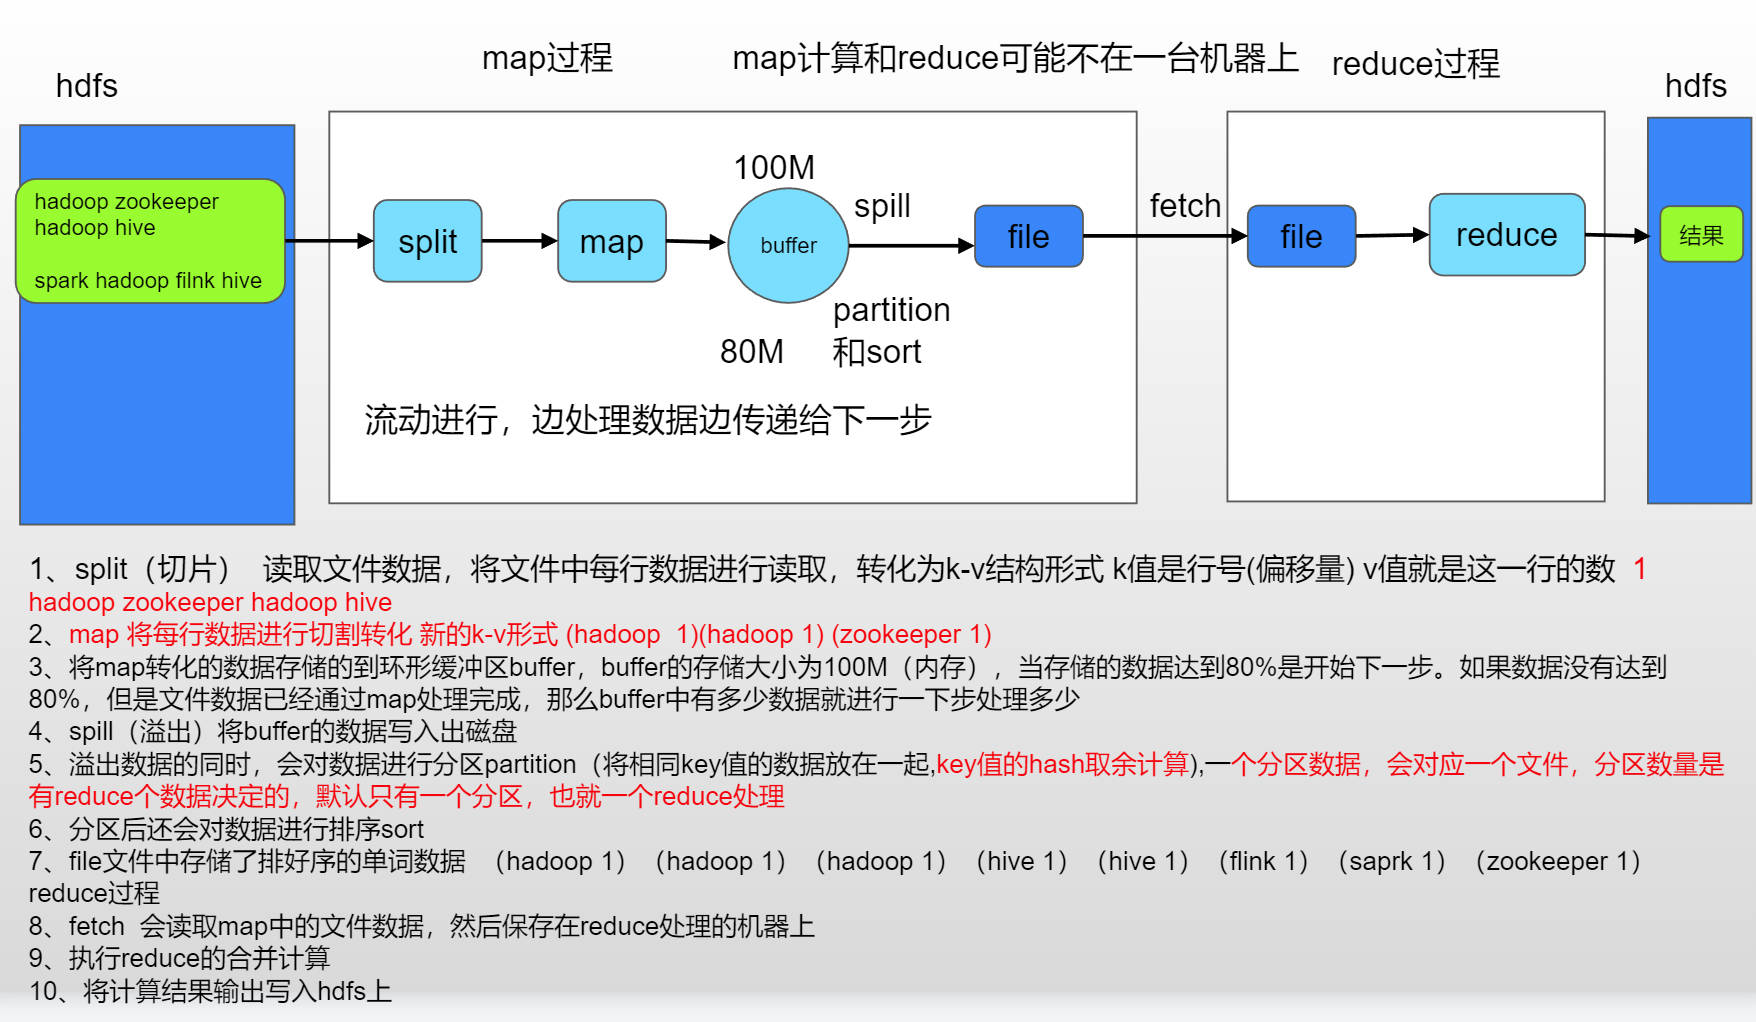 map过程
map计算和reduce可能不在一台机器上
reduce过程
hdfs
hdfs
hadoop zookeeper
hadoop hive
spark hadoop filnk hive
split
map
100M
buffer
80M
spill
partition
和sort
file
fetch
file
reduce
结果
流动进行，边处理数据边传递给下一步
1、split（切片） 读取文件数据，将文件中每行数据进行读取，转化为k-v结构形式 k值是行号(偏移量) v值就是这一行的数 1
hadoop zookeeper hadoop hive
2、map 将每行数据进行切割转化 新的k-v形式 (hadoop 1)(hadoop 1) (zookeeper 1)
3、将map转化的数据存储的到环形缓冲区buffer，buffer的存储大小为100M（内存），当存储的数据达到80%是开始下一步。如果数据没有达到
80%，但是文件数据已经通过map处理完成，那么buffer中有多少数据就进行一下步处理多少
4、spill（溢出）将buffer的数据写入出磁盘
5、溢出数据的同时，会对数据进行分区partition（将相同key值的数据放在一起,key值的hash取余计算),一个分区数据，会对应一个文件，分区数量是
有reduce个数据决定的，默认只有一个分区，也就一个reduce处理
6、分区后还会对数据进行排序sort
7、file文件中存储了排好序的单词数据 （hadoop 1）（hadoop 1）（hadoop 1）（hive 1）（hive 1）（flink 1）（saprk 1）（zookeeper 1）
reduce过程
8、fetch 会读取map中的文件数据，然后保存在reduce处理的机器上
9、执行reduce的合并计算
10、将计算结果输出写入hdfs上